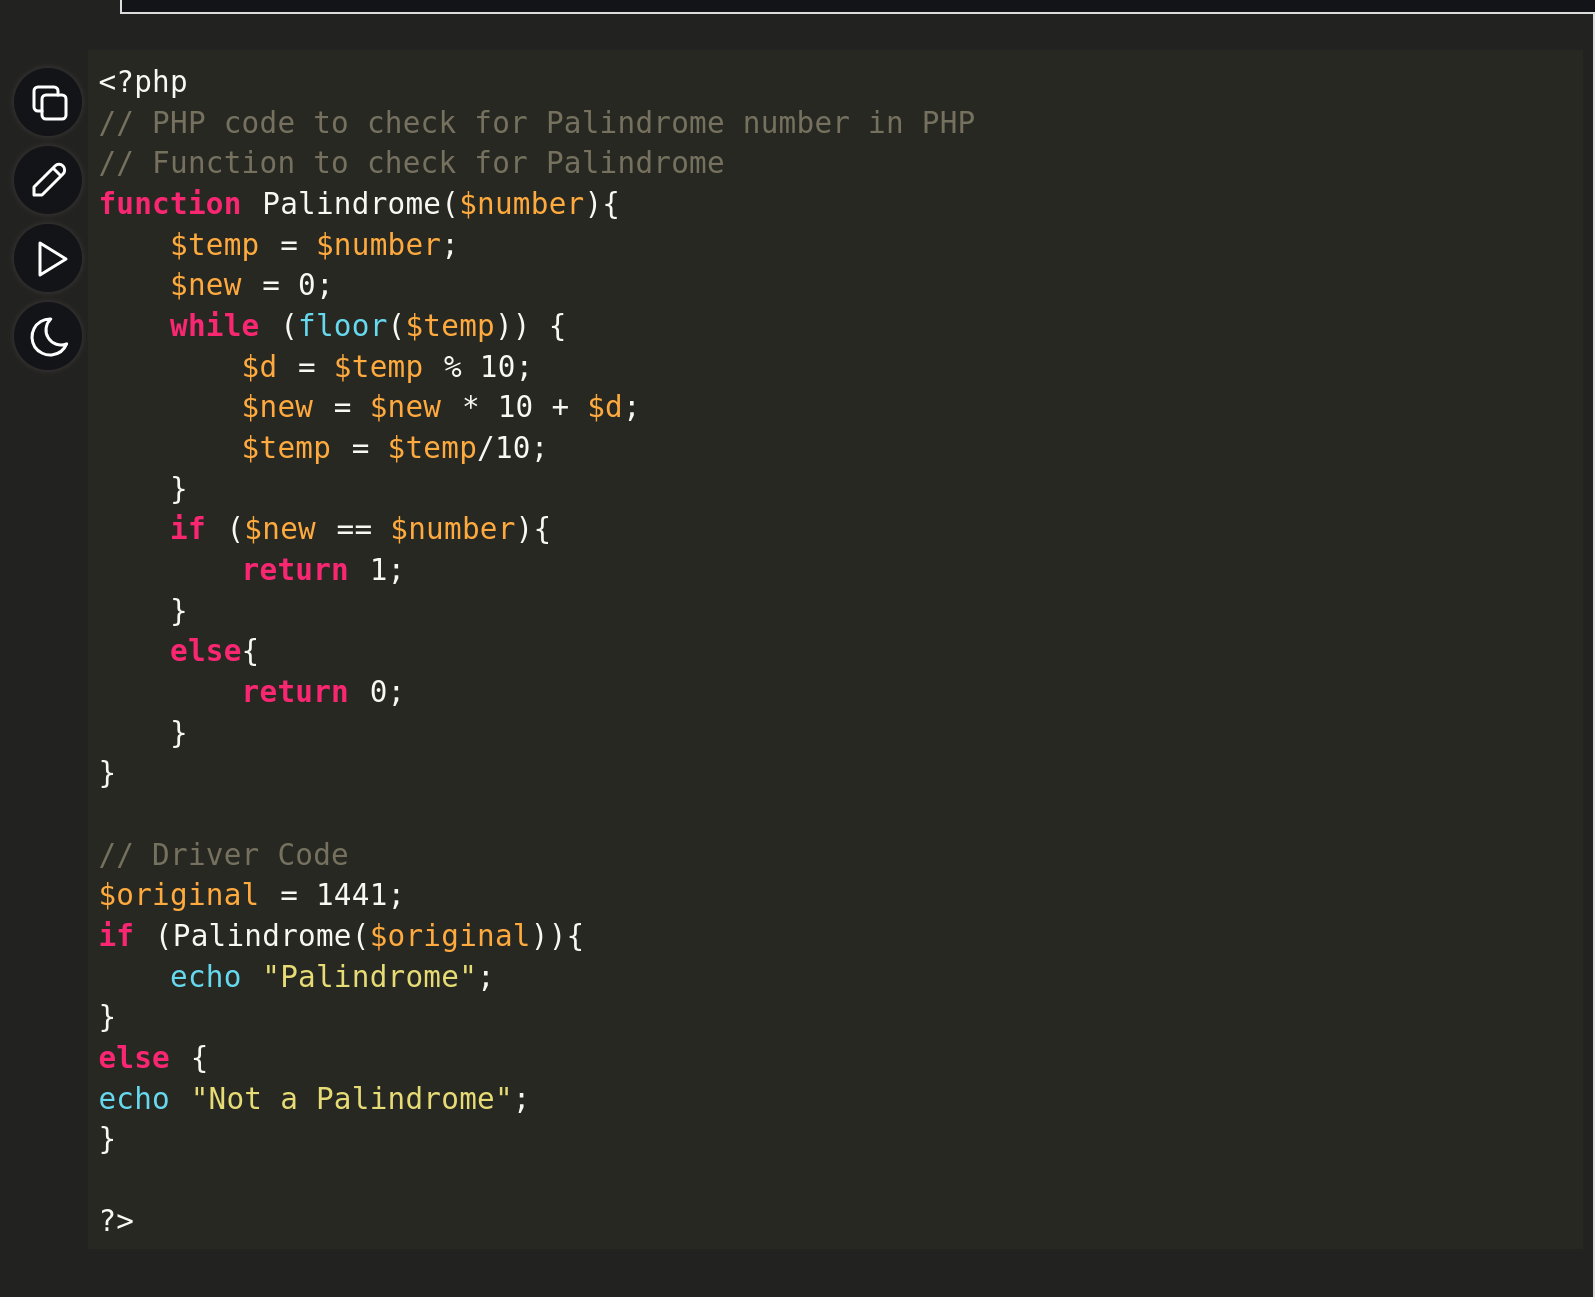 <?php
// PHP code to check for Palindrome number in PHP
// Function to check for Palindrome
function Palindrome($number){
    $temp = $number;
    $new = 0;
    while (floor($temp)) {
        $d = $temp % 10;
        $new = $new * 10 + $d;
        $temp = $temp/10;
    }
    if ($new == $number){
        return 1;
    }
    else{
        return 0;
    }
}

// Driver Code
$original = 1441;
if (Palindrome($original)){
    echo "Palindrome";
}
else {
echo "Not a Palindrome";
}

?>